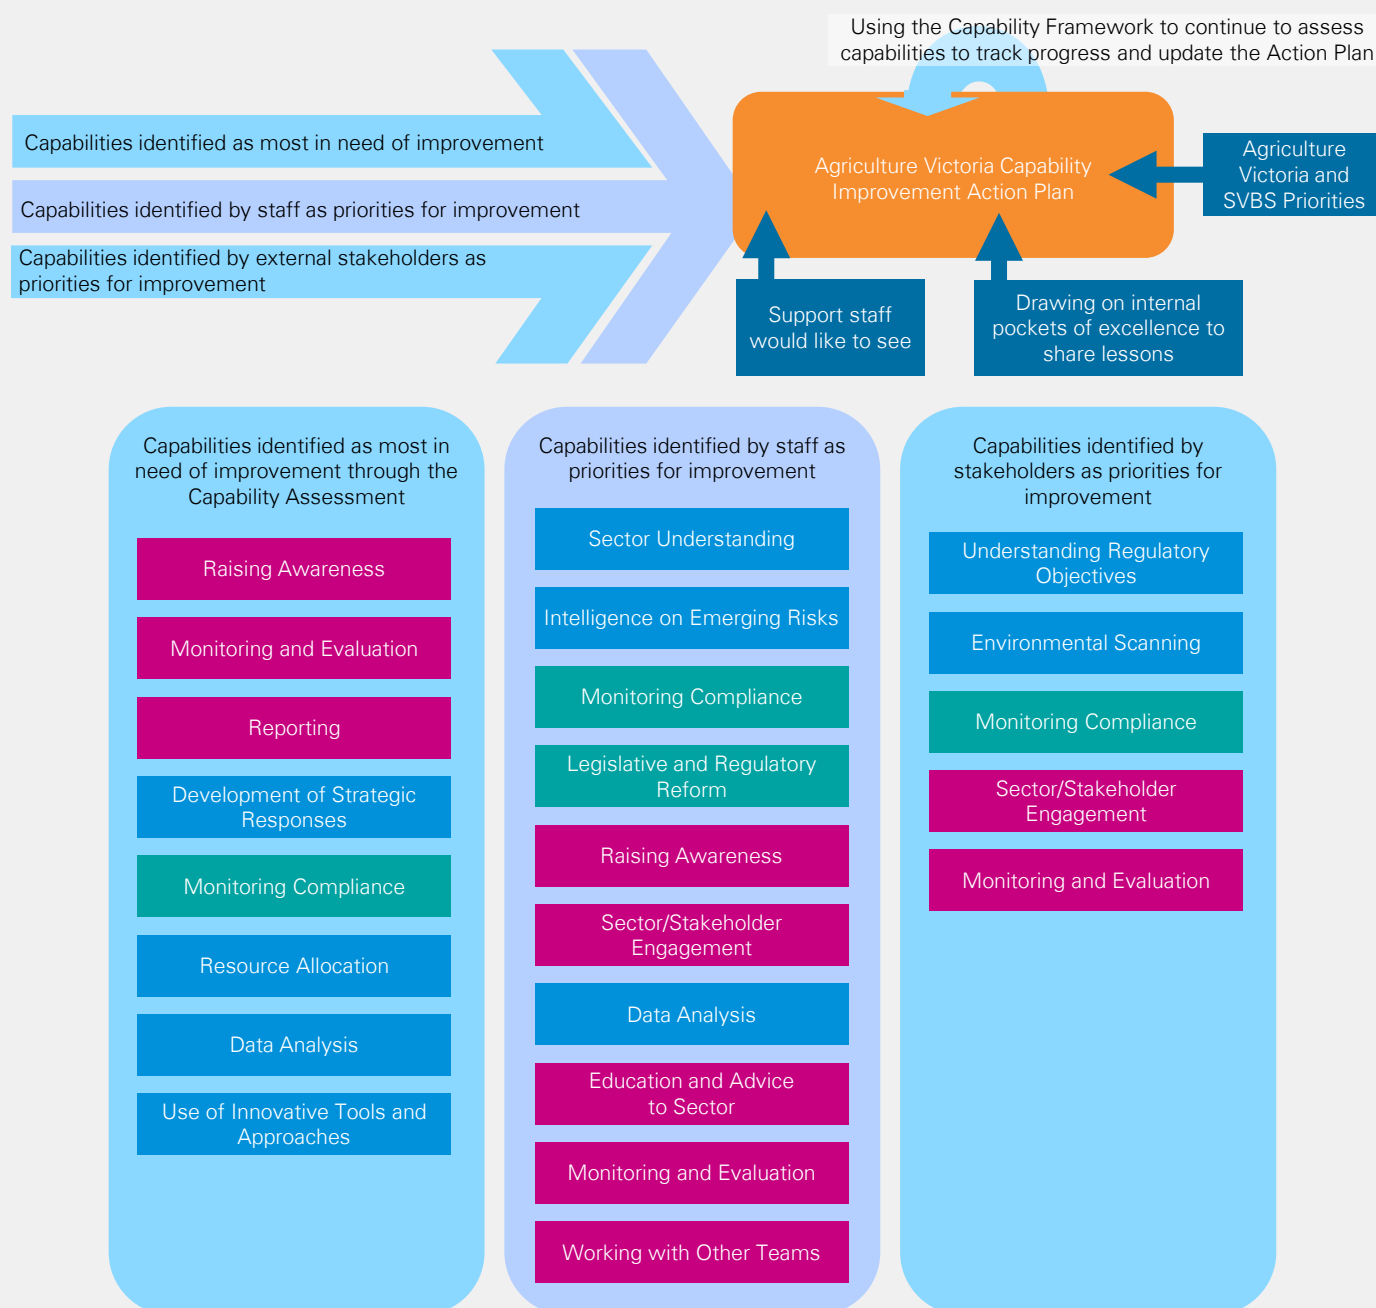 Using the Capability Framework to continue to assess
capabilities to track progress and update the Action Plan
Capabilities identified as most in need of improvement
Capabilities identified by staff as priorities for improvement
Capabilities identified by external stakeholders as
priorities for improvement
Agriculture Victoria Capability
Improvement Action Plan
Agriculture
Victoria and
SVBS Priorities
Support staff
would like to see
Drawing on internal
pockets of excellence to
share lessons
Capabilities identified as most in
need of improvement through the
Capability Assessment
Raising Awareness
Monitoring and Evaluation
Reporting
Development of Strategic
Responses
Monitoring Compliance
Resource Allocation
Data Analysis
Use of Innovative Tools and
Approaches
Capabilities identified by staff as
priorities for improvement
Sector Understanding
Intelligence on Emerging Risks
Monitoring Compliance
Legislative and Regulatory
Reform
Raising Awareness
Sector/Stakeholder
Engagement
Data Analysis
Education and Advice
to Sector
Monitoring and Evaluation
Working with Other Teams
Capabilities identified by
stakeholders as priorities for
improvement
Understanding Regulatory
Objectives
Environmental Scanning
Monitoring Compliance
Sector/Stakeholder
Engagement
Monitoring and Evaluation